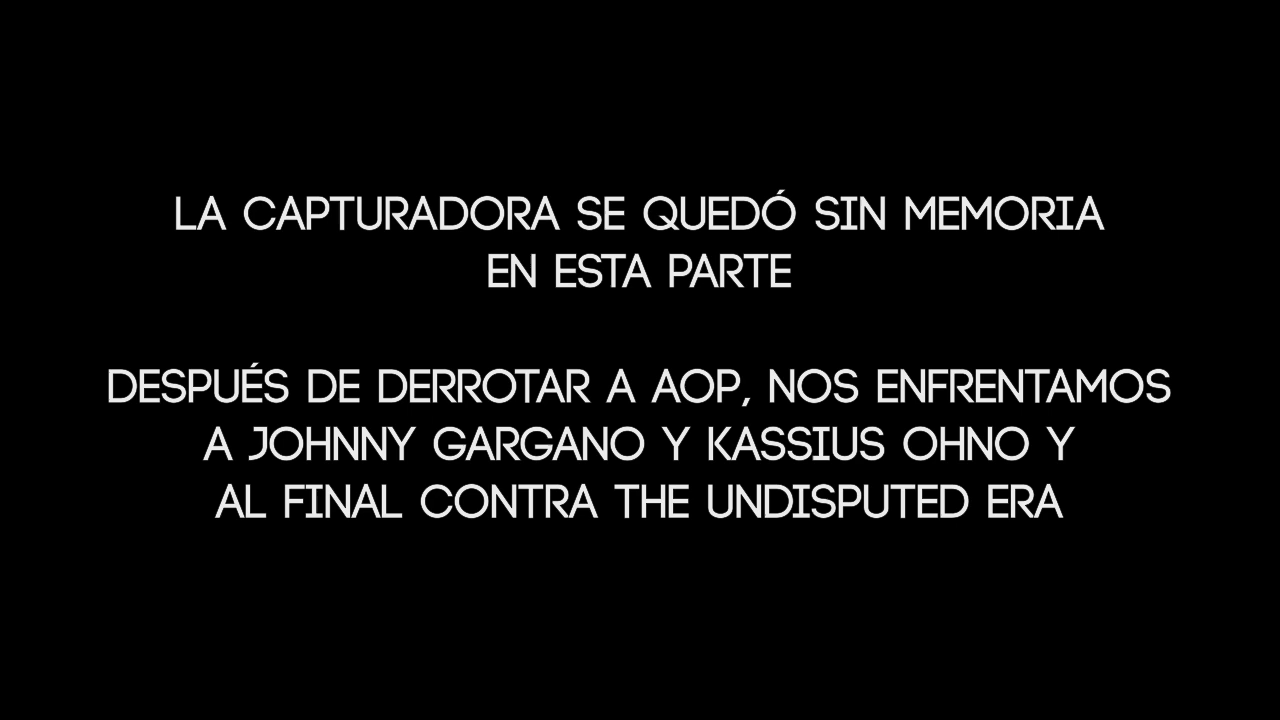 LA CAPTURADORA SE QUEDÓ SIN MEMORIA
EN ESTA PARTE
DESPUÉS DE DERROTAR A AOP, NOS ENFRENTAMOS
A JOHNNY GARGANO Y KASSIUS OHNO Y
AL FINAL CONTRA THE UNDISPUTED ERA